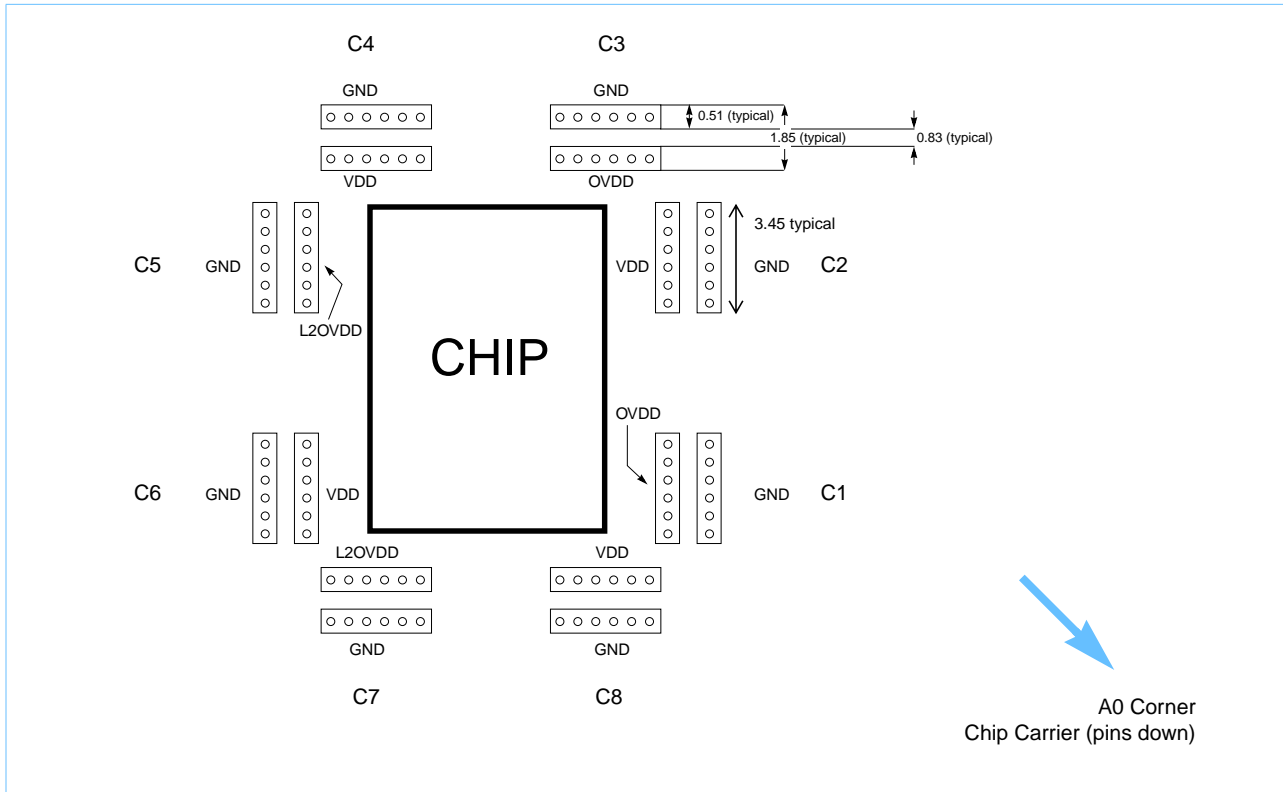 C4
C3
GND
GND
0.51 (typical)
1.85 (typical)
0.83 (typical)
VDD
OVDD
3.45 typical
C5
GND
VDD
GND
C2
L2OVDD
CHIP
OVDD
C6
GND
VDD
GND
C1
L2OVDD
VDD
GND
GND
C7
C8
A0 Corner
Chip Carrier (pins down)